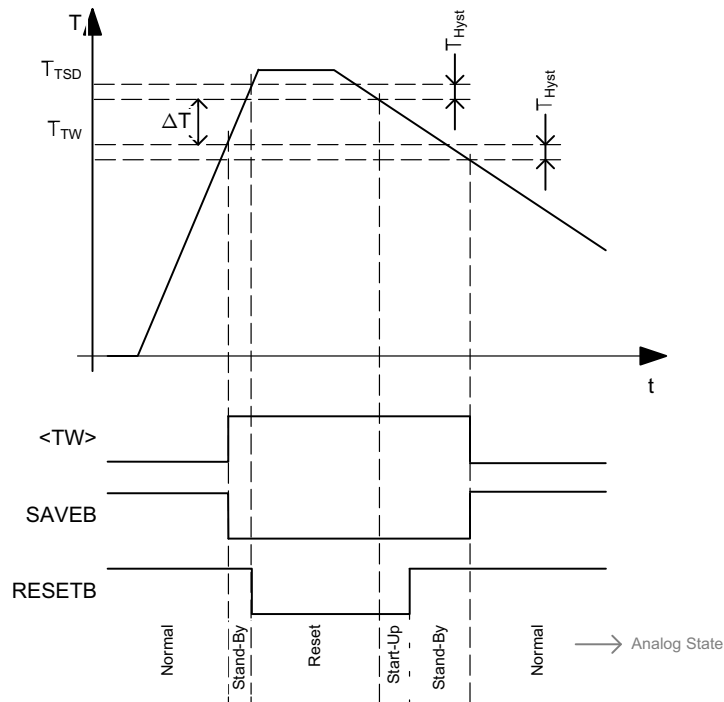 T
T_Hyst
T_TSD
T_Hyst
ΔT
T_TW
t
<TW>
SAVEB
RESETB
Normal
Stand-By
Reset
Start-Up
Stand-By
Normal
Analog State